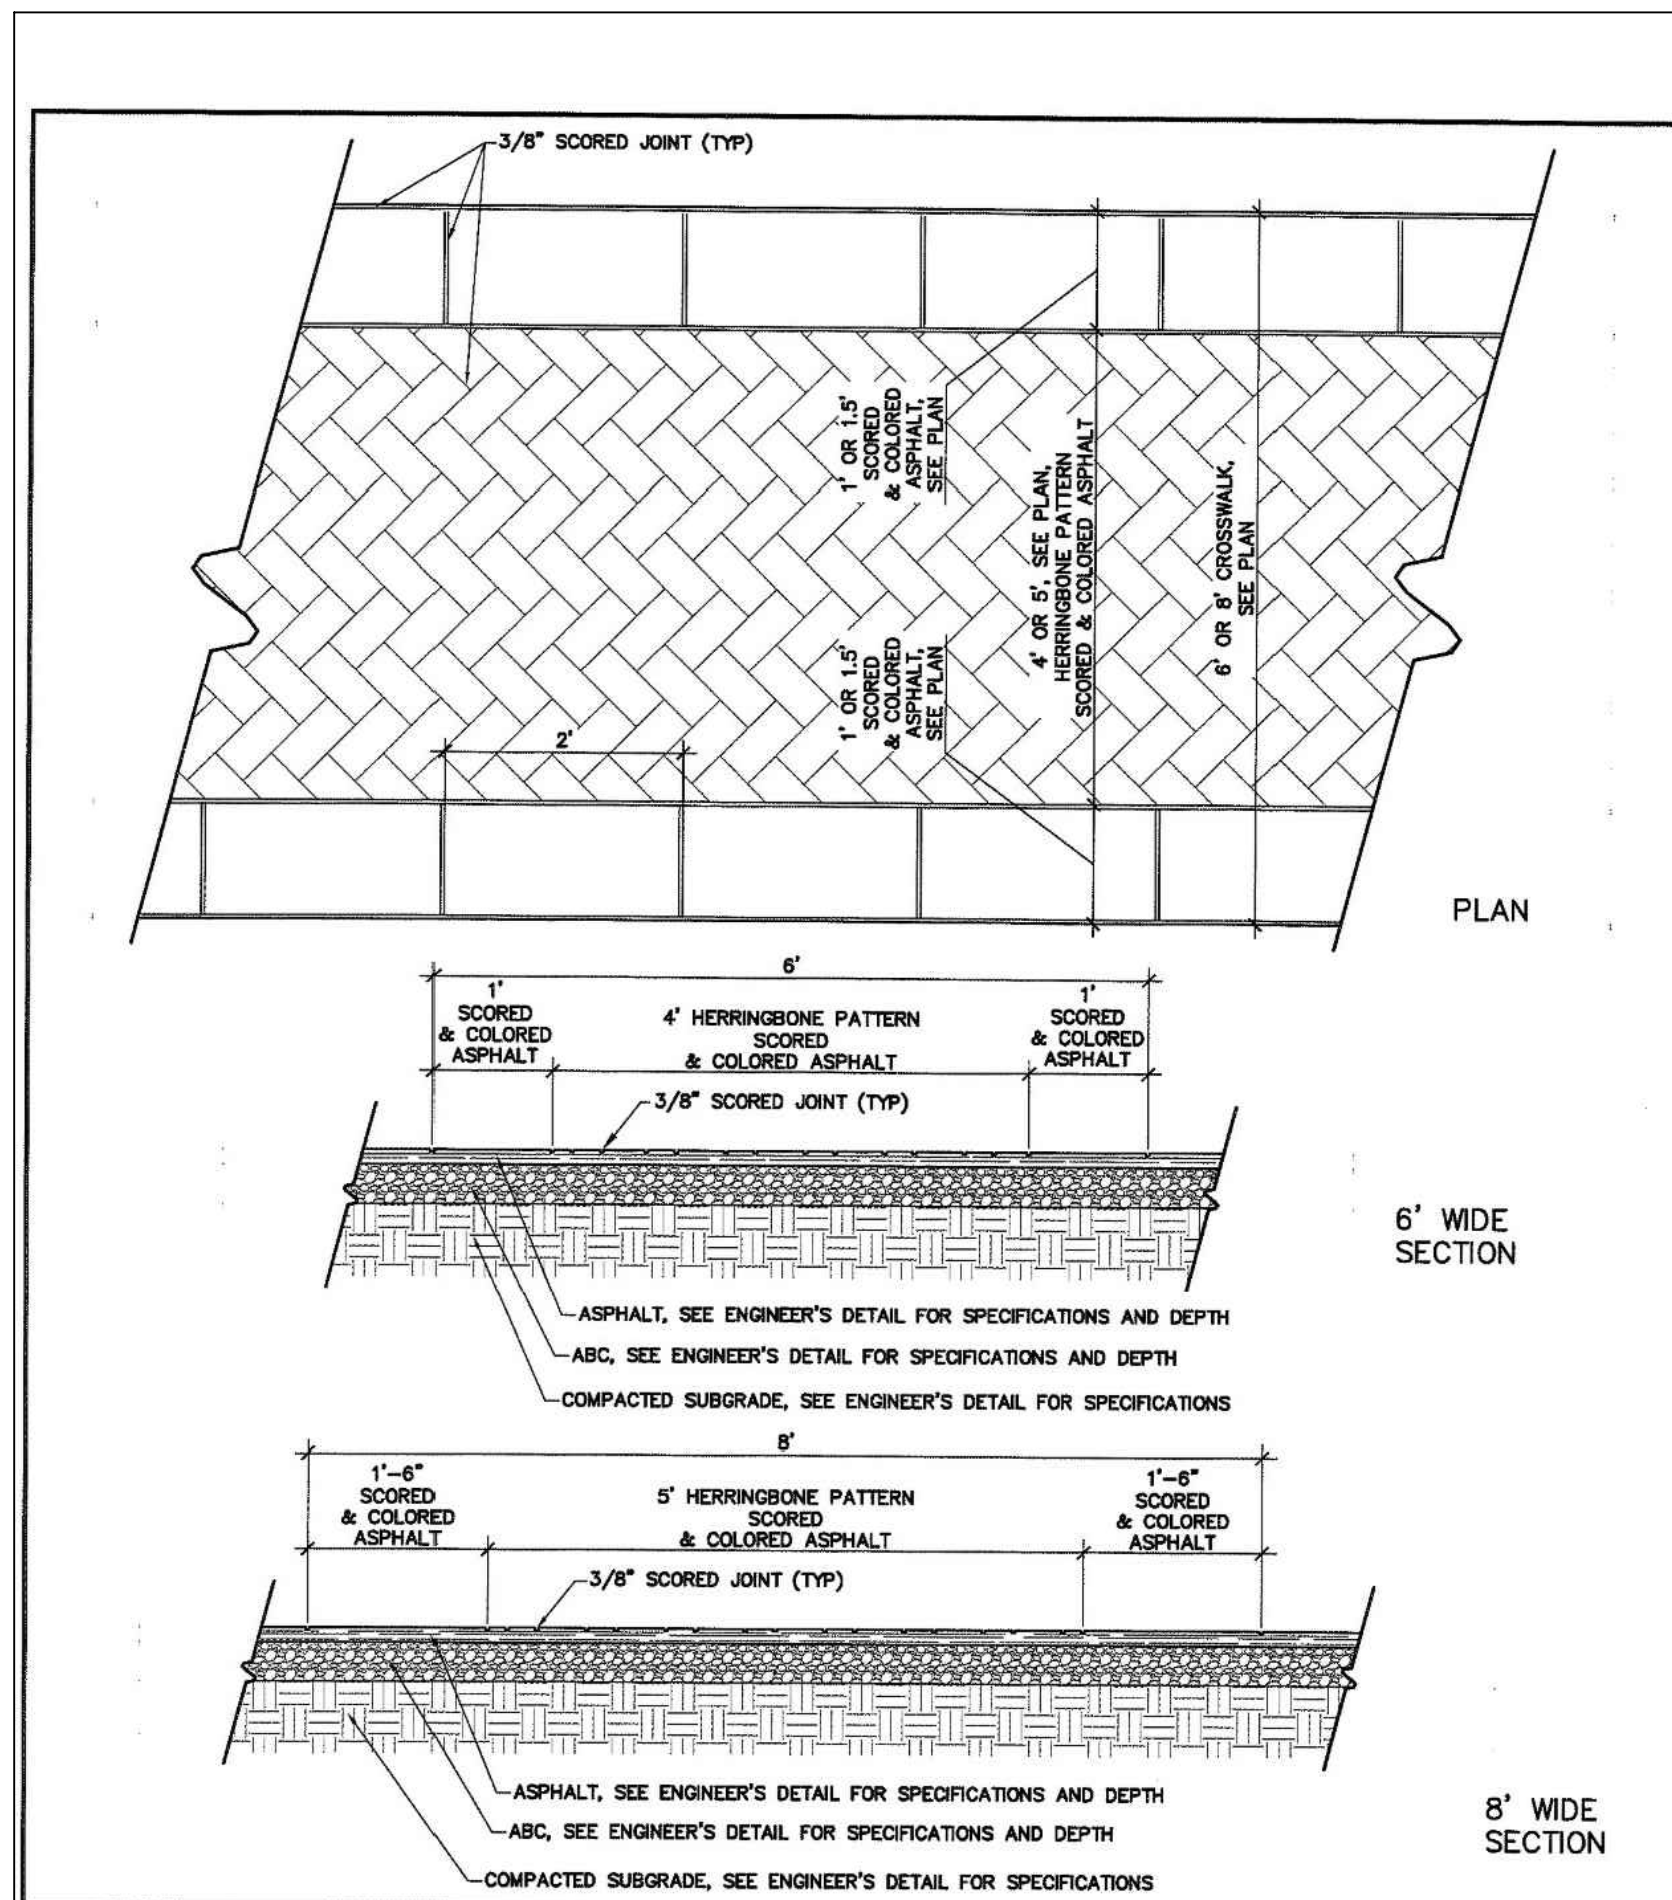 3/8" SCORED JOINT (TYP)
1' OR 1.5'
SCORED
& COLORED
ASPHALT,
SEE PLAN
4' OR 5', SEE PLAN,
HERRINGBONE PATTERN
SCORED & COLORED ASPHALT
6' OR 8' CROSSWALK,
SEE PLAN
1' OR 1.5'
SCORED
& COLORED
ASPHALT,
SEE PLAN
2'
PLAN
6'
1'
SCORED
& COLORED
ASPHALT
4' HERRINGBONE PATTERN
SCORED
& COLORED ASPHALT
1'
SCORED
& COLORED
ASPHALT
3/8" SCORED JOINT (TYP)
6' WIDE
SECTION
ASPHALT, SEE ENGINEER'S DETAIL FOR SPECIFICATIONS AND DEPTH
ABC, SEE ENGINEER'S DETAIL FOR SPECIFICATIONS AND DEPTH
COMPACTED SUBGRADE, SEE ENGINEER'S DETAIL FOR SPECIFICATIONS
8'
1'-6"
SCORED
& COLORED
ASPHALT
5' HERRINGBONE PATTERN
SCORED
& COLORED ASPHALT
1'-6"
SCORED
& COLORED
ASPHALT
3/8" SCORED JOINT (TYP)
ASPHALT, SEE ENGINEER'S DETAIL FOR SPECIFICATIONS AND DEPTH
ABC, SEE ENGINEER'S DETAIL FOR SPECIFICATIONS AND DEPTH
COMPACTED SUBGRADE, SEE ENGINEER'S DETAIL FOR SPECIFICATIONS
8' WIDE
SECTION